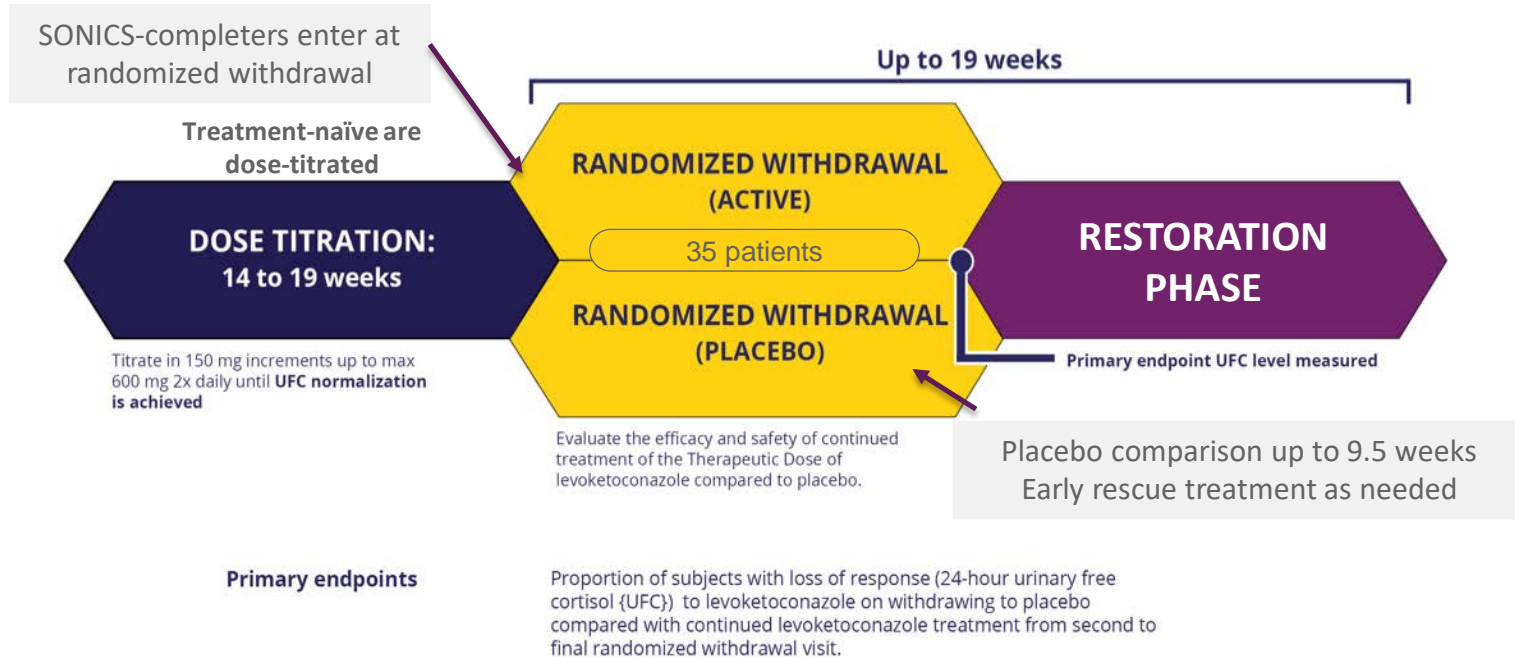 SONICS-completers enter at
randomized withdrawal
Up to 19 weeks
Treatment-naïve are
dose-titrated
RANDOMIZED WITHDRAWAL
(ACTIVE)
DOSE TITRATION:
14 to 19 weeks
35 patients
RESTORATION
PHASE
RANDOMIZED WITHDRAWAL
(PLACEBO)
Titrate in 150 mg increments up to max
600 mg 2x daily until UFC normalization
is achieved
Primary endpoint UFC level measured
Evaluate the efficacy and safety of continued
treatment of the Therapeutic Dose of
levoketoconazole compared to placebo.
Placebo comparison up to 9.5 weeks
Early rescue treatment as needed
Primary endpoints
Proportion of subjects with loss of response (24-hour urinary free
cortisol {UFC}) to levoketoconazole on withdrawing to placebo
compared with continued levoketoconazole treatment from second to
final randomized withdrawal visit.